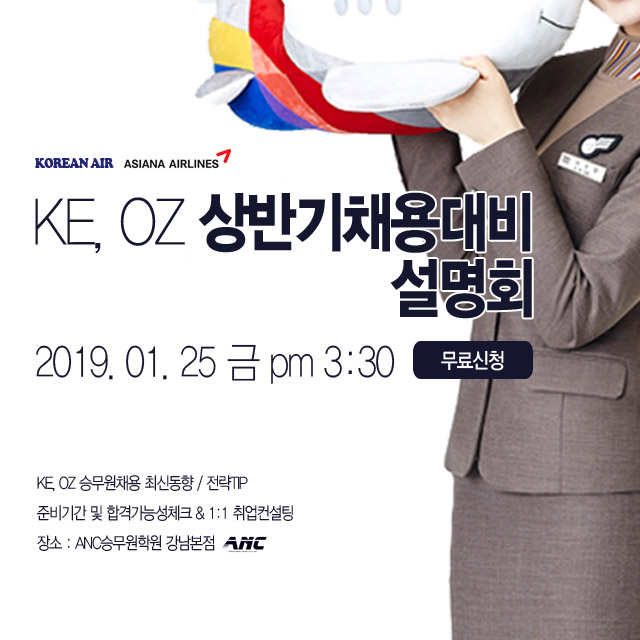 KOREAN AIR ASIANA AIRLINES
KE, OZ 상반기채용대비
설명회
2019. 01. 25 금 pm 3:30 무료신청
KE, OZ 승무원채용 최신동향 / 전략TIP
준비기간 및 합격가능성체크 & 1:1 취업컨설팅
장소 : ANC승무원학원 강남본점 ANC